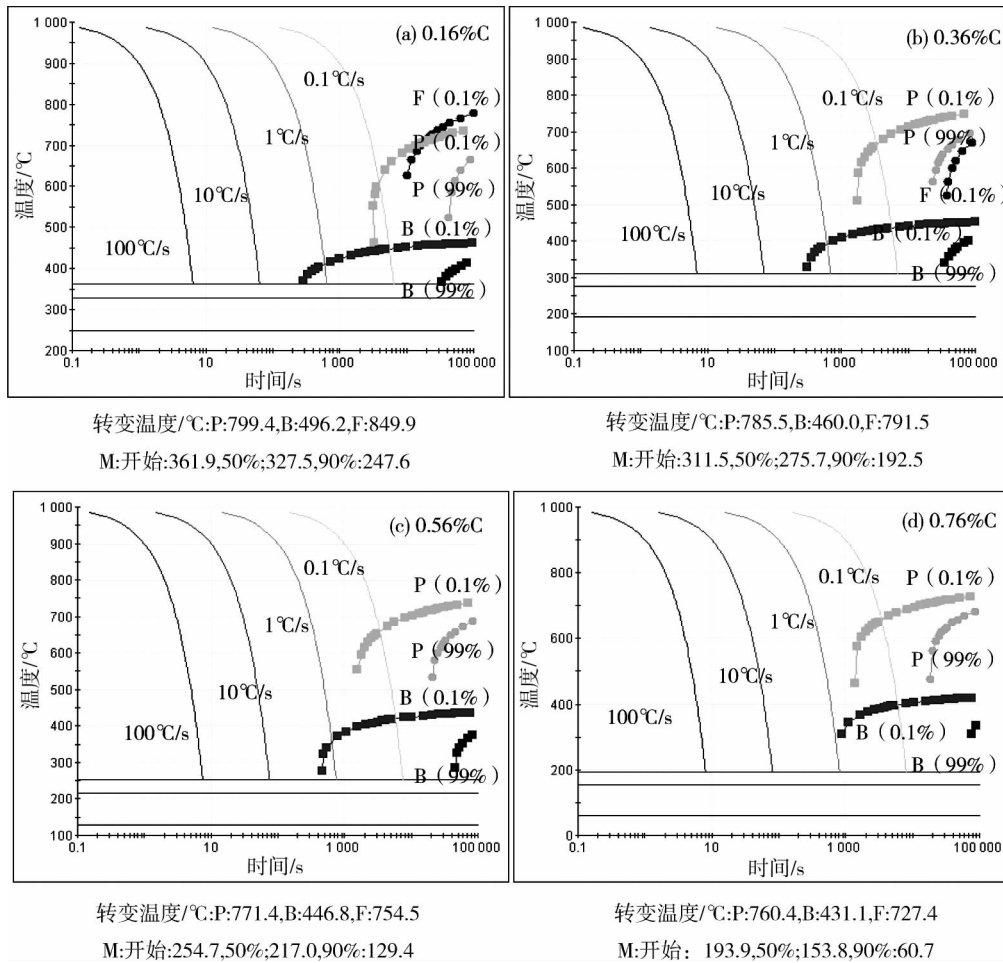 (a) 0.16%C
1 000
900
800
700
600
500
400
300
200
温度/℃
0.1℃/s
1℃/s
10℃/s
100℃/s
F（0.1%）
P（0.1%）
P（99%）
B（0.1%）
B（99%）
0.1
10
1 000
100 000
时间/s
转变温度/℃:P:799.4,B:496.2,F:849.9
M:开始:361.9,50%;327.5,90%:247.6
(b) 0.36%C
1 000
900
800
700
600
500
400
300
200
100
温度/℃
0.1℃/s
1℃/s
10℃/s
100℃/s
P（0.1%）
P（99%）
F（0.1%）
B（0.1%）
B（99%）
0.1
10
1 000
100 000
时间/s
转变温度/℃:P:785.5,B:460.0,F:791.5
M:开始:311.5,50%;275.7,90%:192.5
(c) 0.56%C
1 000
900
800
700
600
500
400
300
200
100
温度/℃
0.1℃/s
1℃/s
10℃/s
100℃/s
P（0.1%）
P（99%）
B（0.1%）
B（99%）
0.1
10
1 000
100 000
时间/s
转变温度/℃:P:771.4,B:446.8,F:754.5
M:开始:254.7,50%;217.0,90%:129.4
(d) 0.76%C
1 000
800
600
400
200
0
温度/℃
0.1℃/s
1℃/s
10℃/s
100℃/s
P（0.1%）
P（99%）
B（0.1%）
B（99%）
0.1
10
1 000
100 000
时间/s
转变温度/℃:P:760.4,B:431.1,F:727.4
M:开始：193.9,50%;153.8,90%:60.7